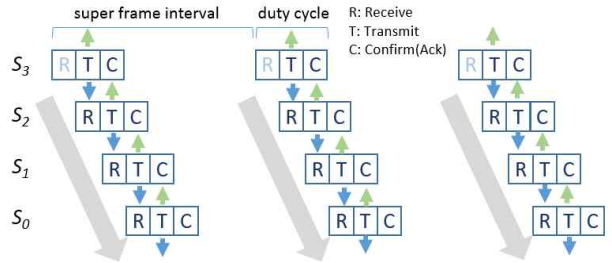 super frame interval duty cycle R: Receive
T: Transmit
C: Confirm(Ack)
S3 R T C R T C R T C
S2 R T C R T C R T C
S1 R T C R T C R T C
S0 R T C R T C R T C